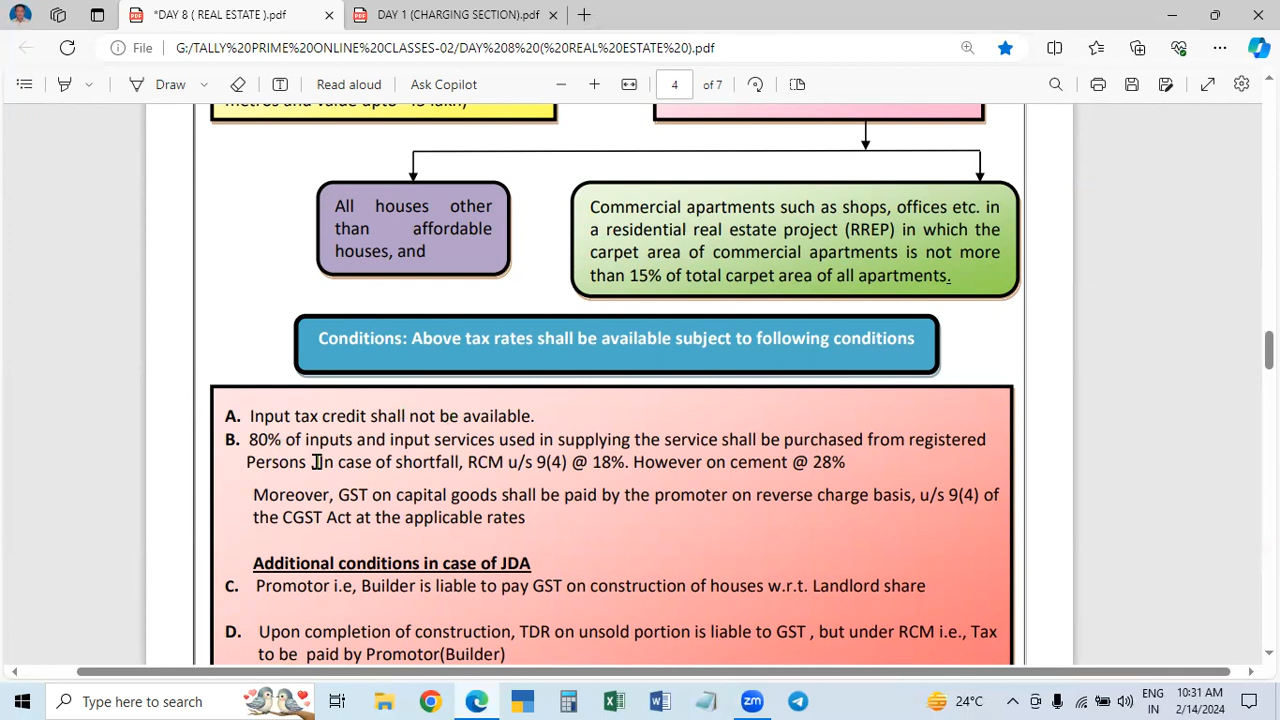 *DAY 8 ( REAL ESTATE ).pdf
DAY 1 (CHARGING SECTION).pdf
File
G:/TALLY%20PRIME%20ONLINE%20CLASSES-02/DAY%208%20(%20REAL%20ESTATE%20).pdf
Draw
Read aloud
Ask Copilot
4
of 7
metros and value upto
All houses other
than affordable
houses, and
Commercial apartments such as shops, offices etc. in
a residential real estate project (RREP) in which the
carpet area of commercial apartments is not more
than 15% of total carpet area of all apartments.
Conditions: Above tax rates shall be available subject to following conditions
A. Input tax credit shall not be available.
B. 80% of inputs and input services used in supplying the service shall be purchased from registered
Persons In case of shortfall, RCM u/s 9(4) @ 18%. However on cement @ 28%
Moreover, GST on capital goods shall be paid by the promoter on reverse charge basis, u/s 9(4) of
the CGST Act at the applicable rates
Additional conditions in case of JDA
C. Promotor i.e, Builder is liable to pay GST on construction of houses w.r.t. Landlord share
D. Upon completion of construction, TDR on unsold portion is liable to GST , but under RCM i.e., Tax
to be paid by Promotor(Builder)
Type here to search
24°C
ENG
IN
10:31 AM
2/14/2024